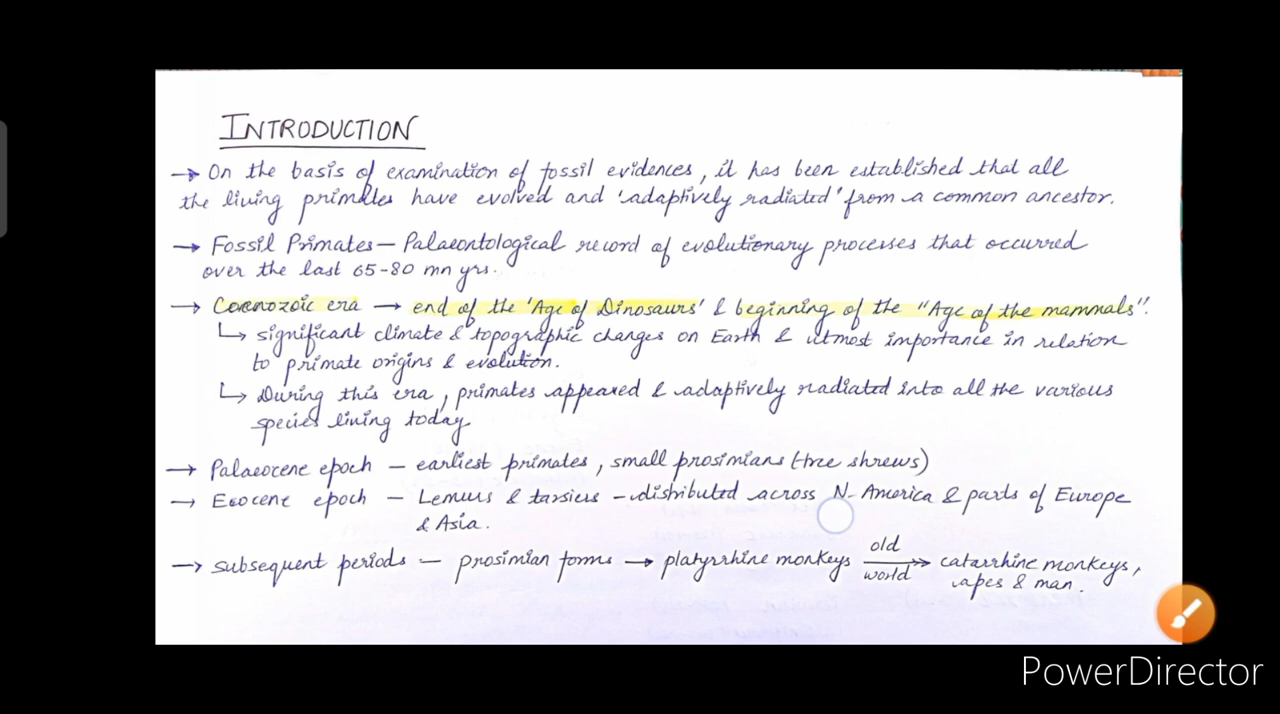 INTRODUCTION
→ On the basis of examination of fossil evidences, it has been established that all
the living primates have evolved and 'adaptively radiated' from a common ancestor.
→ Fossil Primates – Palaeontological record of evolutionary processes that occurred
over the last 65-80 mn yrs.
→ Coenozoic era → end of the 'Age of Dinosaurs' & beginning of the "Age of the mammals".
↳ significant climate & topographic changes on Earth & utmost importance in relation
to primate origins & evolution.
↳ During this era, primates appeared & adaptively radiated into all the various
species living today
→ Palaeocene epoch – earliest primates, small prosimians (tree shrews)
→ Eeocene epoch – Lemurs & tarsiers – distributed across N-America & parts of Europe
& Asia.
→ subsequent periods – prosimian forms → platyrrhine monkeys old world → catarrhine monkeys,
apes & man.
PowerDirector